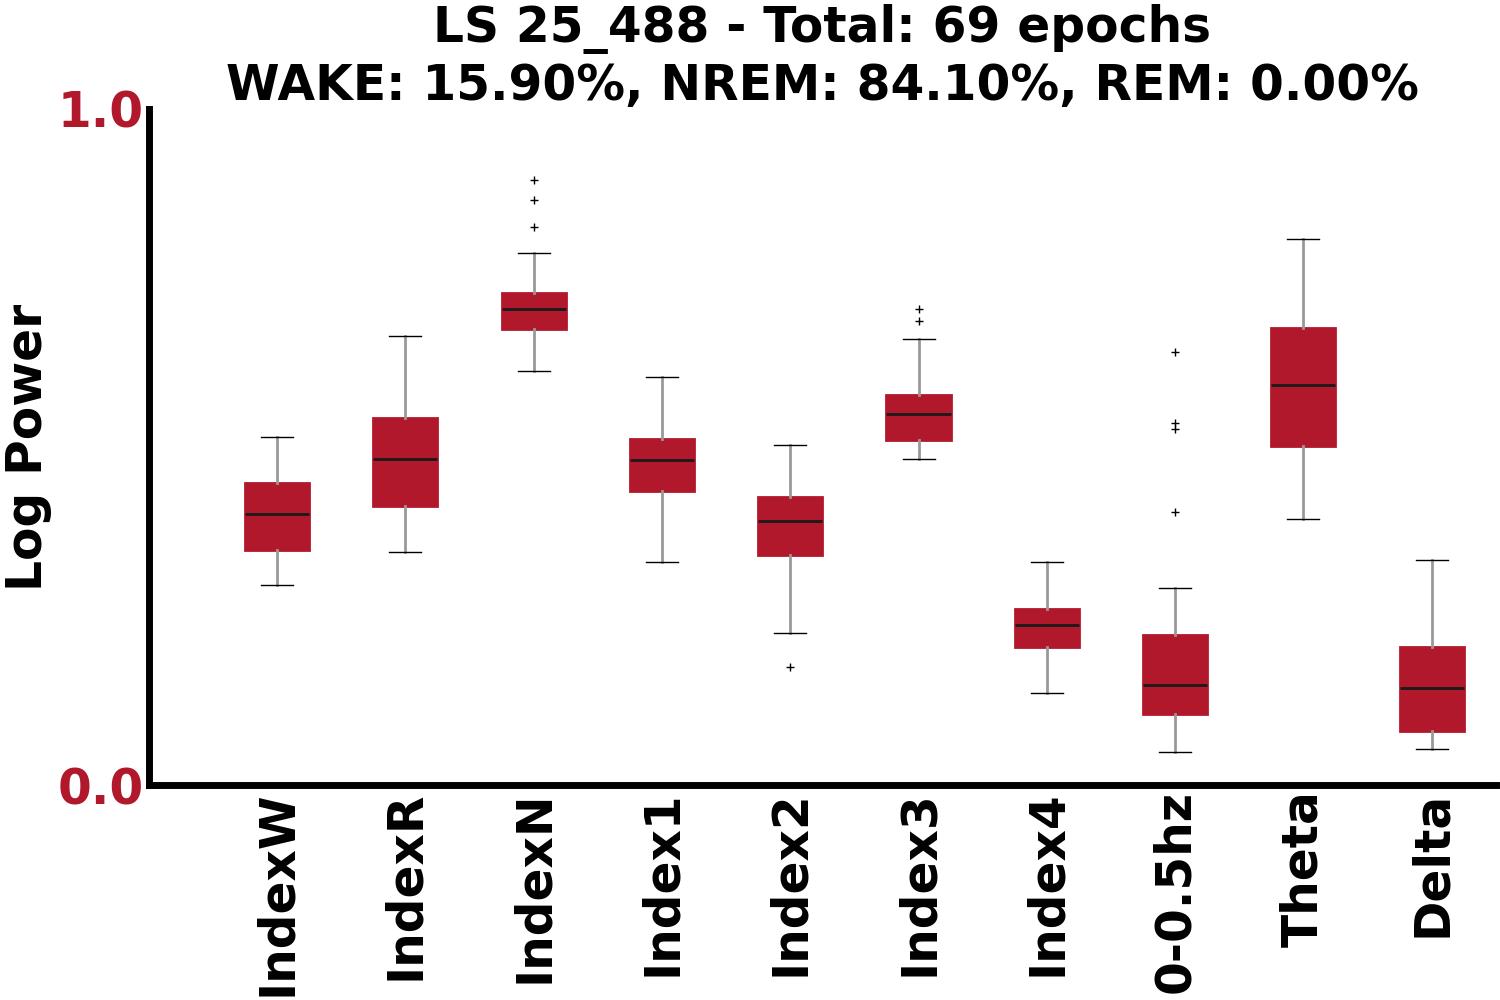 LS 25_488 - Total: 69 epochs
WAKE: 15.90%, NREM: 84.10%, REM: 0.00%
1.0
Log Power
0.0
IndexW
IndexR
IndexN
Index1
Index2
Index3
Index4
0-0.5hz
Theta
Delta